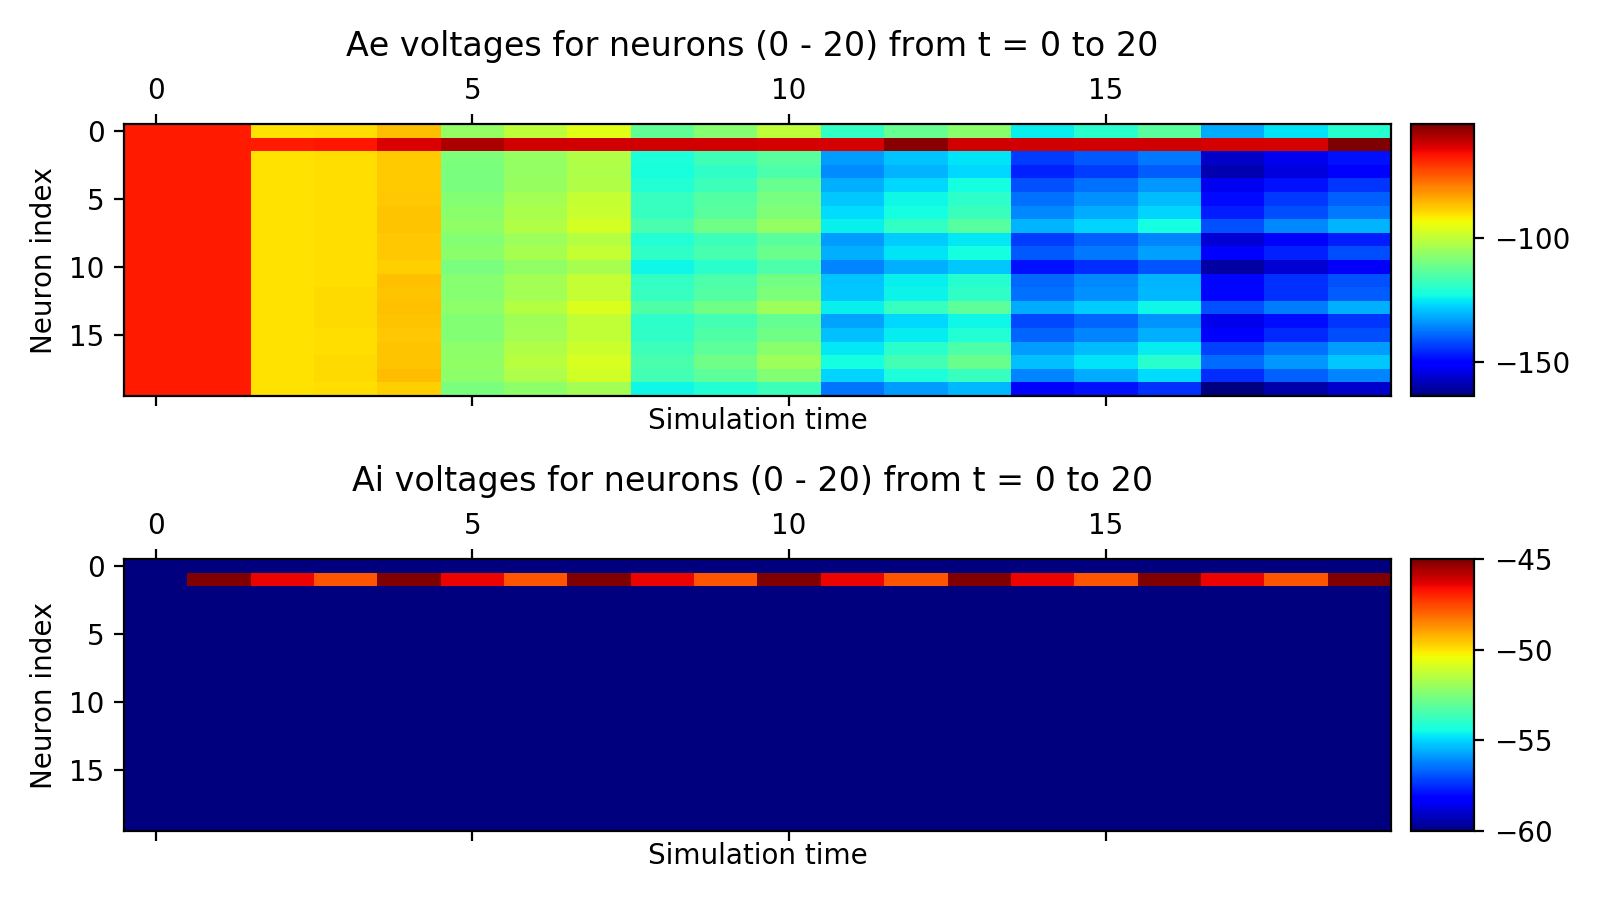 Ae voltages for neurons (0 - 20) from t = 0 to 20
0 5 10 15
0
5
10
15
Neuron index
Simulation time
−100
−150
Ai voltages for neurons (0 - 20) from t = 0 to 20
0 5 10 15
0
5
10
15
Neuron index
Simulation time
−45
−50
−55
−60